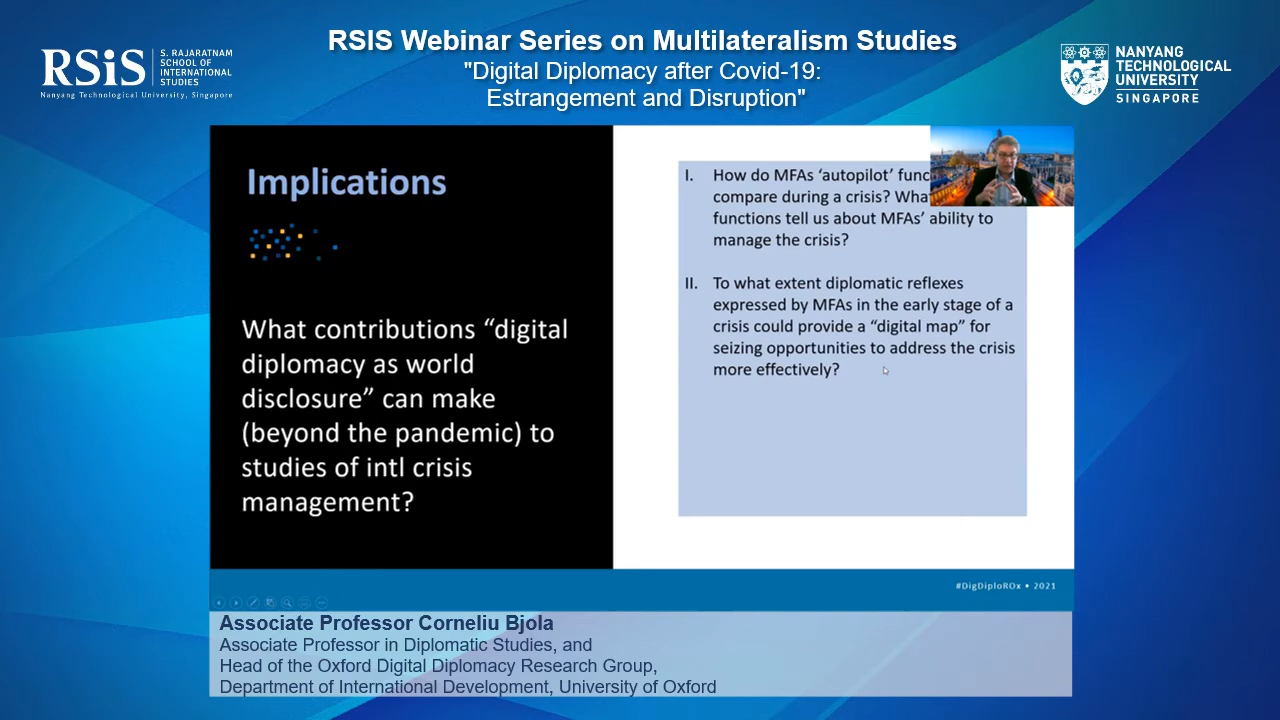 RSiS
S. RAJARATNAM
SCHOOL OF
INTERNATIONAL
STUDIES
Nanyang Technological University, Singapore
RSIS Webinar Series on Multilateralism Studies
"Digital Diplomacy after Covid-19:
Estrangement and Disruption"
NANYANG
TECHNOLOGICAL
UNIVERSITY
SINGAPORE
Implications
What contributions “digital
diplomacy as world
disclosure” can make
(beyond the pandemic) to
studies of intl crisis
management?
I. How do MFAs ‘autopilot’
compare during a crisis?
functions tell us about MFAs’ ability to
manage the crisis?
II. To what extent diplomatic reflexes
expressed by MFAs in the early stage of a
crisis could provide a “digital map” for
seizing opportunities to address the crisis
more effectively?
#DigDiploROx • 2021
Associate Professor Corneliu Bjola
Associate Professor in Diplomatic Studies, and
Head of the Oxford Digital Diplomacy Research Group,
Department of International Development, University of Oxford